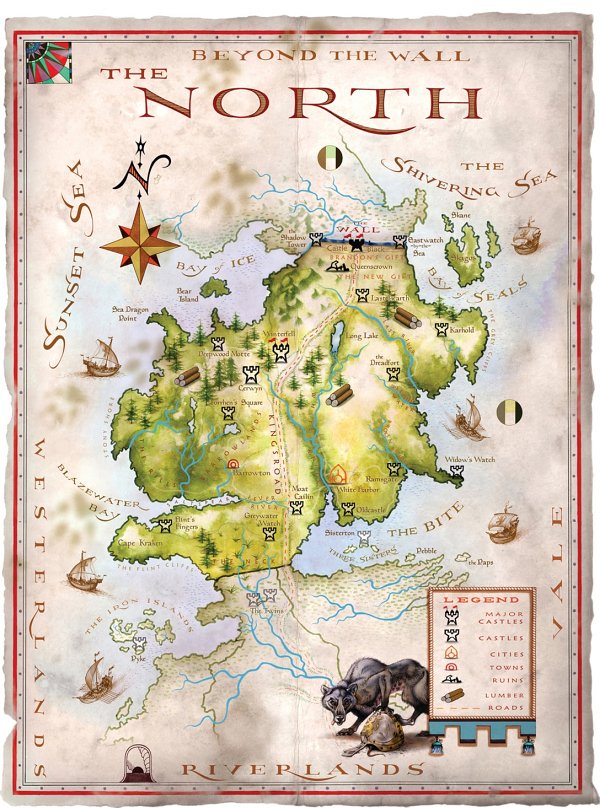 BEYOND THE WALL
THE
NORTH
THE
SHIVERING SEA
N
SUNSET SEA
Skane
Skagos
the
Shadow
Tower
THE
WALL
Castle Black
Eastwatch
by-the
Sea
BRANDON'S GIFT
Queenscrown
THE NEW GIFT
BAY OF ICE
BAY OF SEALS
Bear
Island
Last Hearth
Sea Dragon
Point
Karhold
THE GREY CLIFFS
Long Lake
Winterfell
Deepwood Motte
the
Dreadfort
Cerwyn
Torrhen's Square
STONY SHORE
KINGSROAD
Barrowton
Widow's Watch
Ramsgate
White Harbor
BLAZEWATER
BAY
Moat
Cailin
Oldcastle
Flint's
Fingers
Greywater
Watch
THE BITE
Sisterton
THREE SISTERS
Pebble
the Paps
Cape Kraken
THE NECK
THE FLINT CLIFFS
WESTERLANDS
VALE
The Twins
THE IRON ISLANDS
Pyke
LEGEND
MAJOR
CASTLES
CASTLES
CITIES
TOWNS
RUINS
LUMBER
ROADS
RIVERLANDS